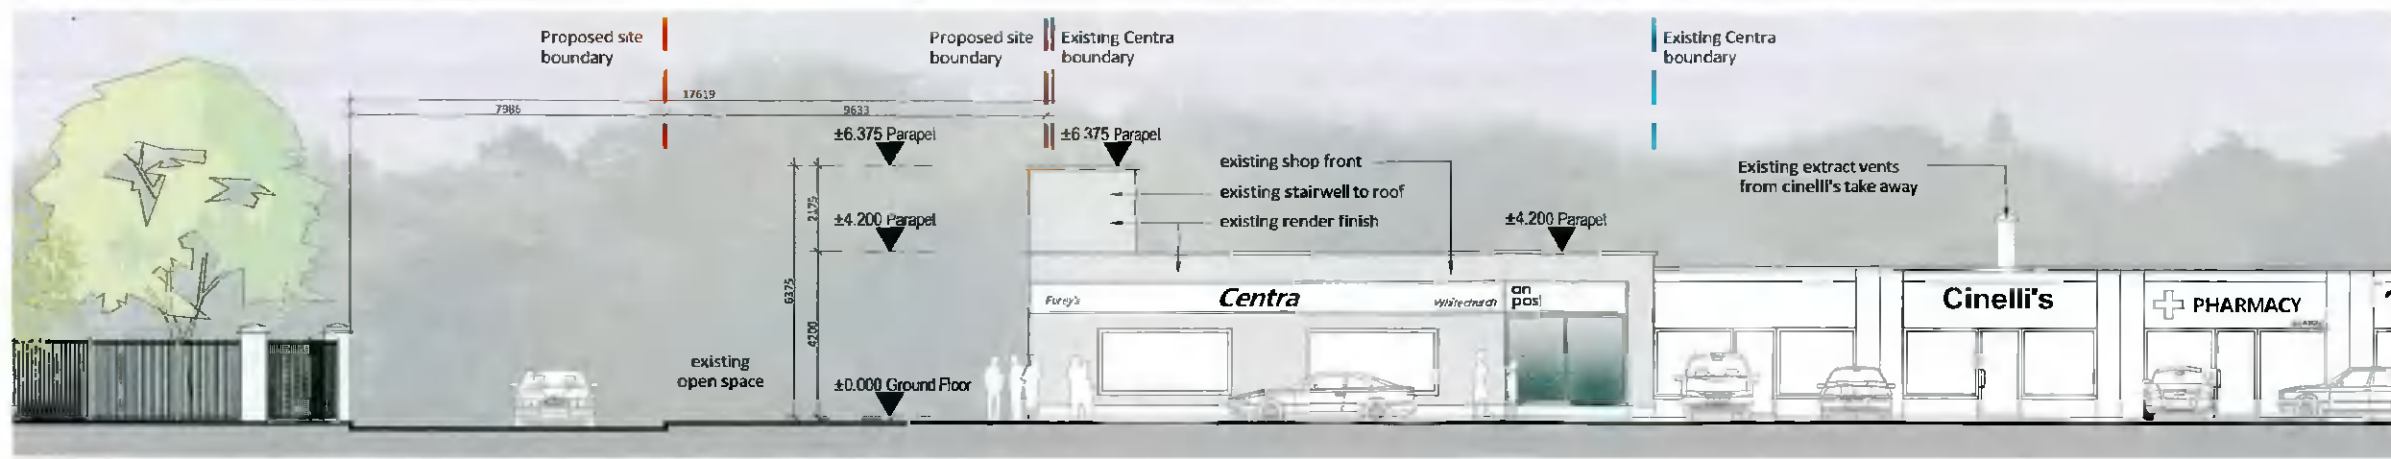 Proposed site
boundary
Proposed site
boundary
Existing Centra
boundary
Existing Centra
boundary
17619
7986
9633
±6.375 Parapet
±6.375 Parapet
existing shop front
existing stairwell to roof
existing render finish
Existing extract vents
from cinelli's take away
2175
±4.200 Parapet
±4.200 Parapet
6375
4200
Furey's
Centra
Whitechurch
an
post
Cinelli's
PHARMACY
existing
open space
±0.000 Ground Floor